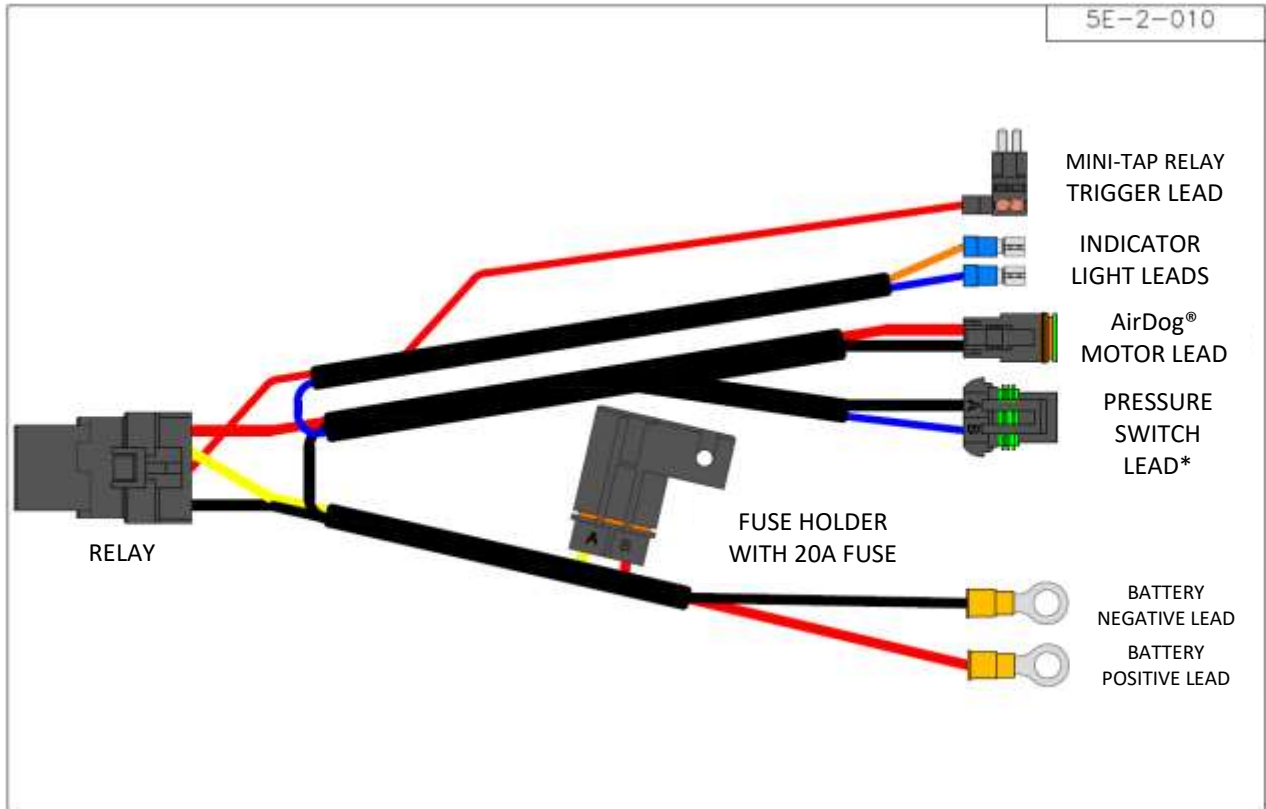 5E-2-010
MINI-TAP RELAY
TRIGGER LEAD
INDICATOR
LIGHT LEADS
AirDog®
MOTOR LEAD
PRESSURE
SWITCH
LEAD*
A
B
A
B
FUSE HOLDER
WITH 20A FUSE
RELAY
BATTERY
NEGATIVE LEAD
BATTERY
POSITIVE LEAD